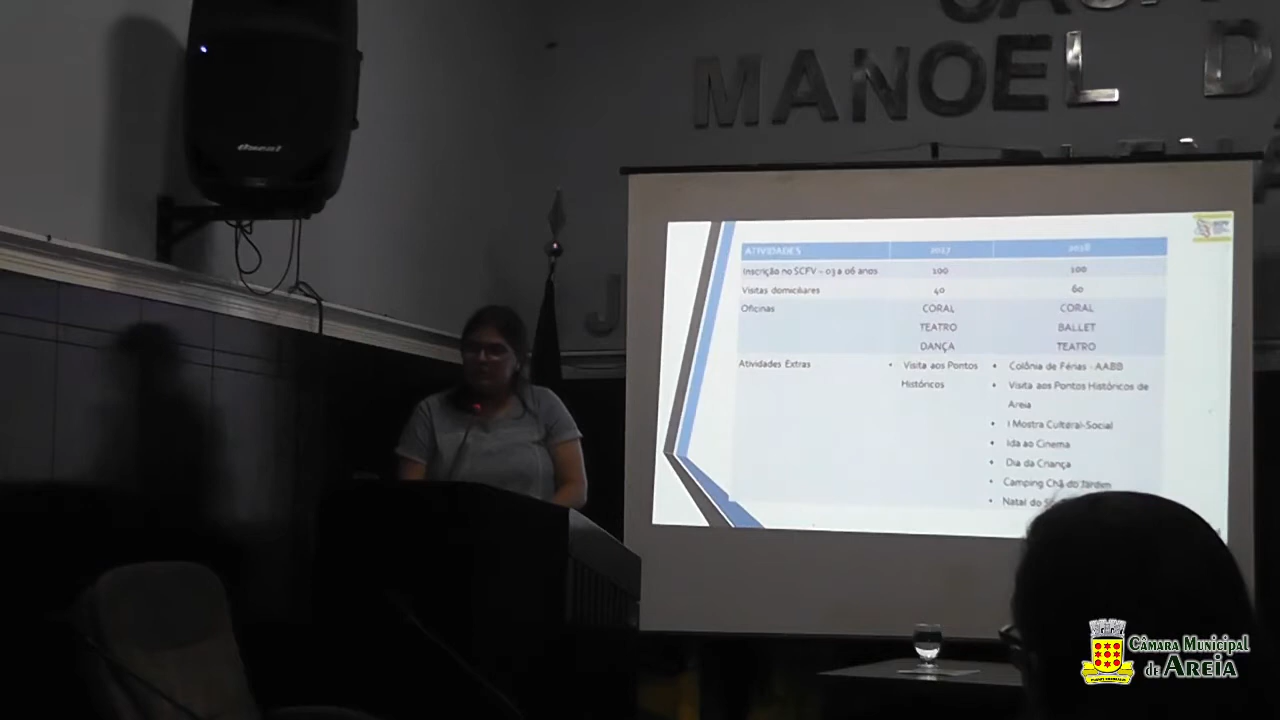 MANOEL D
ATIVIDADES 2017 2018
Inscrição no SCFV - 03 a 06 anos 100 100
Visitas domiciliares 40 60
Oficinas CORAL CORAL
TEATRO BALLET
DANÇA TEATRO
Atividades Extras • Visita aos Pontos • Colônia de Férias - AABB
Históricos • Visita aos Pontos Históricos de
Areia
• I Mostra Cultural-Social
• Ida ao Cinema
• Dia da Criança
• Camping Chã do Jardim
• Natal do
CÂMARA MUNICIPAL
DE AREIA